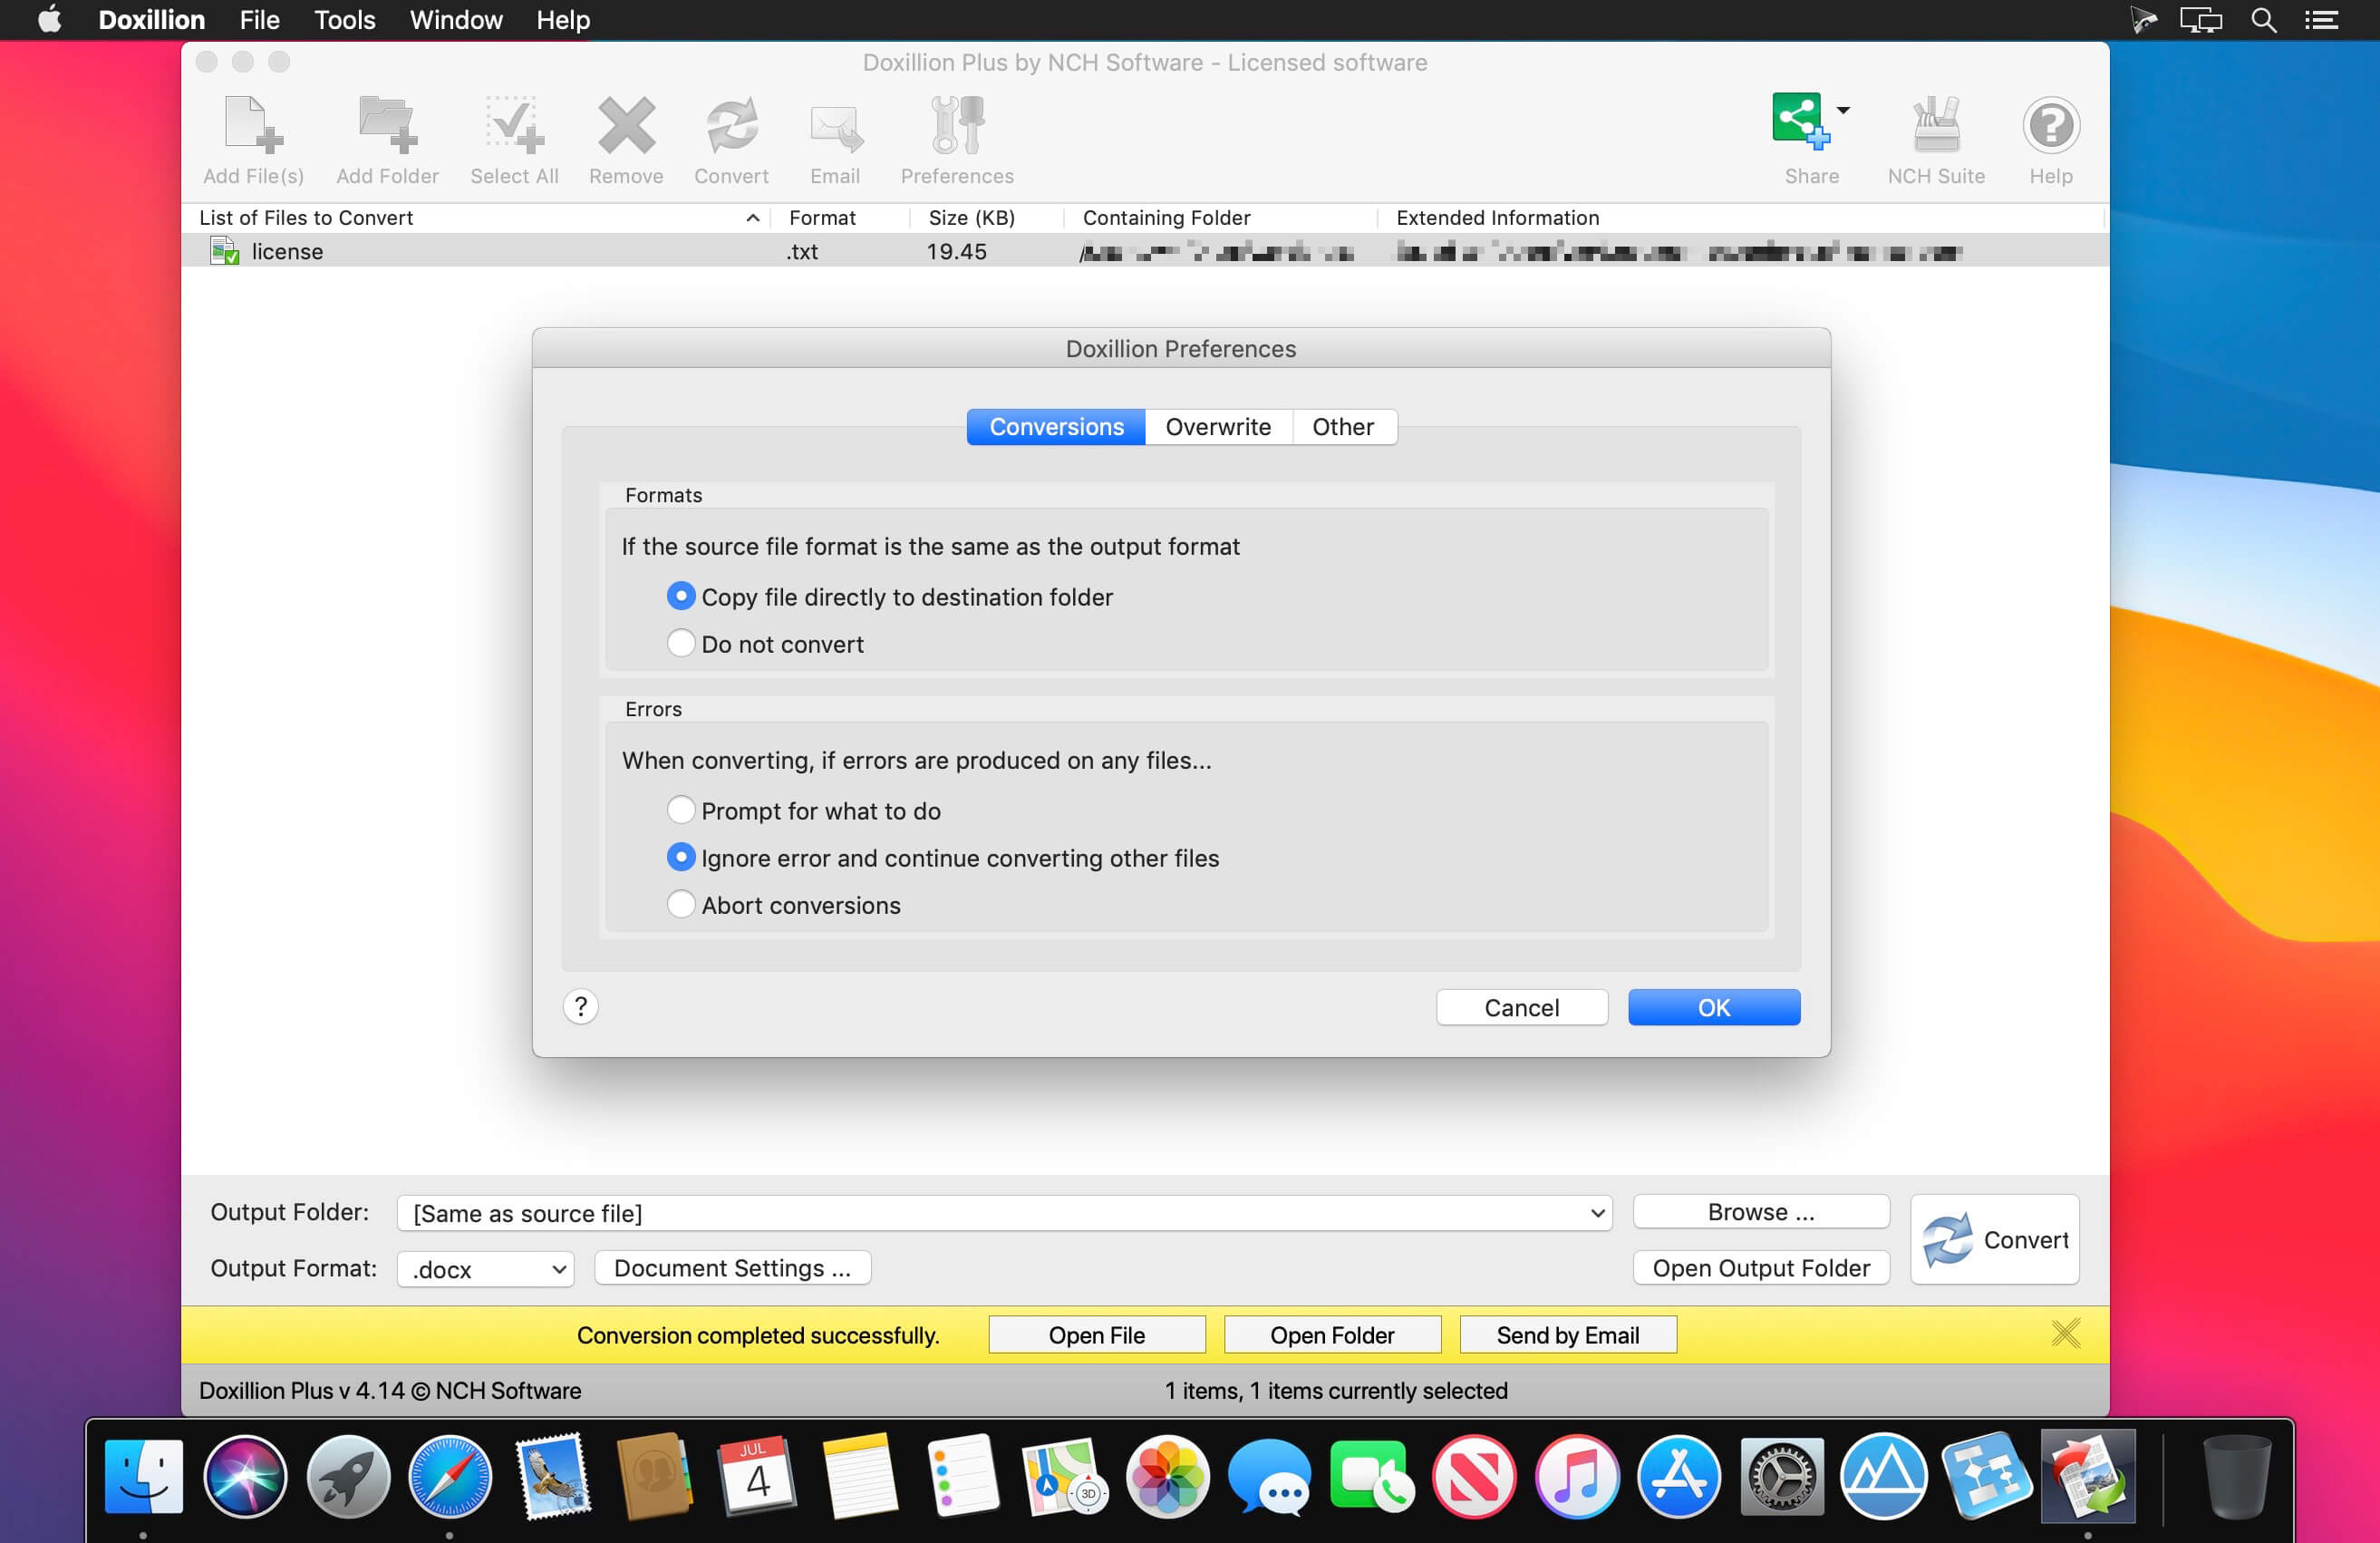 Doxillion File Tools Window Help
Doxillion Plus by NCH Software - Licensed software
Add File(s) Add Folder Select All Remove Convert Email Preferences Share NCH Suite Help
List of Files to Convert Format Size (KB) Containing Folder Extended Information
license .txt 19.45 /
Doxillion Preferences
Conversions Overwrite Other
Formats
If the source file format is the same as the output format
Copy file directly to destination folder
Do not convert
Errors
When converting, if errors are produced on any files...
Prompt for what to do
Ignore error and continue converting other files
Abort conversions
? Cancel OK
Output Folder: [Same as source file] Browse ...
Convert
Output Format: .docx Document Settings ... Open Output Folder
Conversion completed successfully. Open File Open Folder Send by Email
Doxillion Plus v 4.14 © NCH Software 1 items, 1 items currently selected
JUL
4
3D